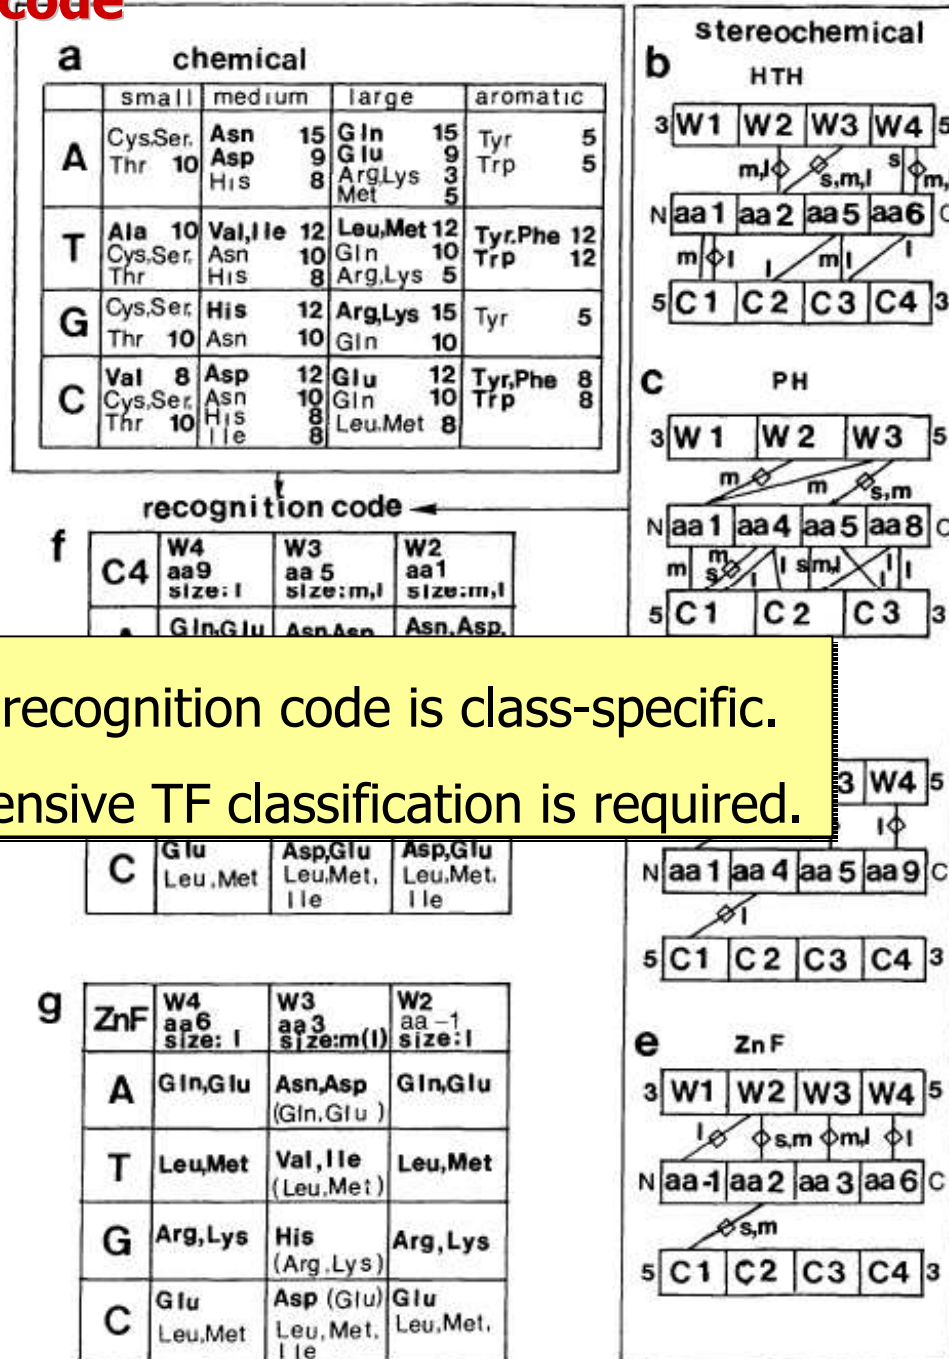 code
a chemical
small medium large aromatic
A
Cys,Ser, Thr 10
Asn 15
Asp 9
His 8
Gln 15
Glu 9
Arg,Lys 3
Met 5
Tyr 5
Trp 5
T
Ala 10
Cys,Ser, Thr
Val,Ile 12
Asn 10
His 8
Leu,Met 12
Gln 10
Arg,Lys 5
Tyr.Phe 12
Trp 12
G
Cys,Ser,
Thr 10
His 12
Asn 10
Arg,Lys 15
Gln 10
Tyr 5
C
Val 8
Cys,Ser,
Thr 10
Asp 12
Asn 10
His 8
Ile 8
Glu 12
Gln 10
Leu.Met 8
Tyr,Phe 8
Trp 8
recognition code
f
C4
W4 aa9 size: l
W3 aa 5 size:m,l
W2 aa1 size:m,l
Gln,Glu Asn,Asp Asn,Asp,
recognition code is class-specific.
ensive TF classification is required.
C
Glu
Leu,Met
Asp,Glu
Leu,Met,
Ile
Asp,Glu
Leu,Met,
Ile
g
ZnF
W4 aa6 size: l
W3 aa3 size:m(l)
W2 aa -1 size:l
A
Gln,Glu
Asn,Asp
(Gln,Glu)
Gln,Glu
T
Leu,Met
Val,Ile
(Leu,Met)
Leu,Met
G
Arg,Lys
His
(Arg,Lys)
Arg,Lys
C
Glu
Leu,Met
Asp (Glu)
Leu, Met,
Ile
Glu
Leu,Met,
stereochemical
b HTH
3 W1 W2 W3 W4 5
m,l s,m,l s m,
N aa1 aa2 aa5 aa6 C
m l l m l l
5 C1 C2 C3 C4 3
c PH
3 W1 W2 W3 5
m m s,m
N aa1 aa4 aa5 aa8 C
m m s l l s m,l l l
5 C1 C2 C3 3
3 W4 5
l
N aa1 aa4 aa5 aa9 C
l
5 C1 C2 C3 C4 3
e ZnF
3 W1 W2 W3 W4 5
l s,m m,l l
N aa-1 aa2 aa3 aa6 C
s,m
5 C1 C2 C3 C4 3